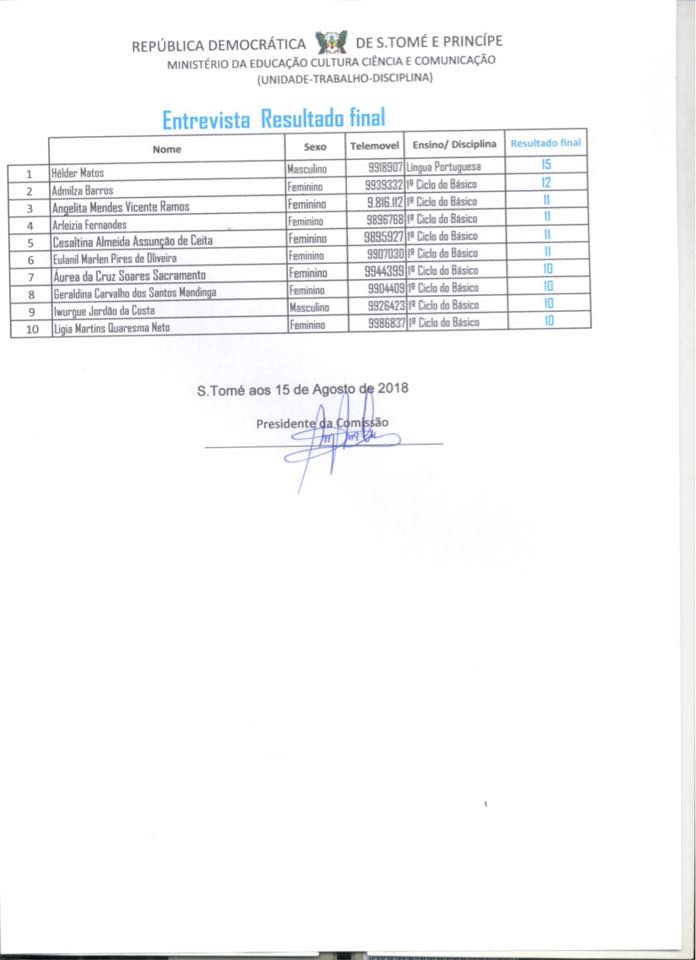 REPÚBLICA DEMOCRÁTICA DE S.TOMÉ E PRINCÍPE
MINISTÉRIO DA EDUCAÇÃO CULTURA CIÊNCIA E COMUNICAÇÃO
(UNIDADE-TRABALHO-DISCIPLINA)
Entrevista Resultado final
Nome Sexo Telemovel Ensino/ Disciplina Resultado final
1 Hélder Matos Masculino 9918907 Língua Portuguesa 15
2 Admilza Barros Feminino 9939332 1º Ciclo do Básico 12
3 Angelita Mendes Vicente Ramos Feminino 9.816.112 1º Ciclo do Básico 11
4 Arleizia Fernandes Feminino 9896768 1º Ciclo do Básico 11
5 Cesaltina Almeida Assunção de Ceita Feminino 9895927 1º Ciclo do Básico 11
6 Eulanil Marlen Pires de Oliveira Feminino 9907030 1º Ciclo do Básico 11
7 Áurea da Cruz Soares Sacramento Feminino 9944399 1º Ciclo do Básico 10
8 Geraldina Carvalho dos Santos Mandinga Feminino 9904409 1º Ciclo do Básico 10
9 Iwurgue Jordão da Costa Masculino 9926423 1º Ciclo do Básico 10
10 Ligia Martins Quaresma Neto Feminino 9986837 1º Ciclo do Básico 10
S.Tomé aos 15 de Agosto de 2018
Presidente da Comissão